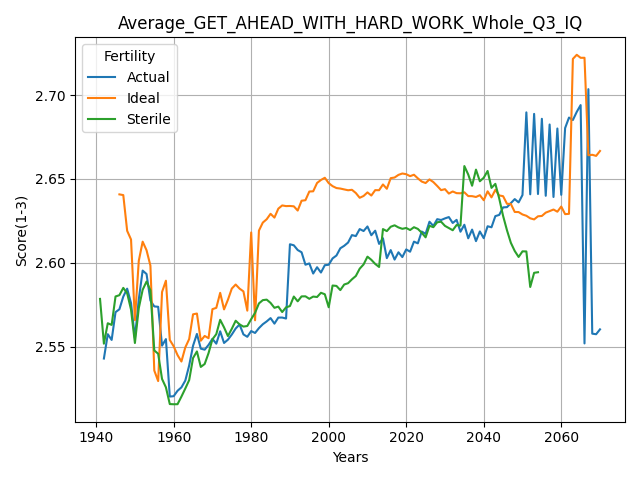 Average_GET_AHEAD_WITH_HARD_WORK_Whole_Q3_IQ
Fertility
Actual
Ideal
Sterile
2.70
2.65
2.60
2.55
Score(1-3)
1940 1960 1980 2000 2020 2040 2060
Years